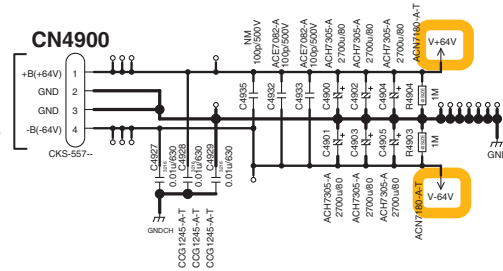 CN4900
+B(+64V) 1
GND 2
GND 3
-B(-64V) 4
CKS-557--
NM
100p/500V
ACE7082-A
100p/500V
ACE7082-A
100p/500V
ACH7305-A
2700u/80
ACH7305-A
2700u/80
ACH7305-A
2700u/80
ACN7180-A-T
V+64V
C4935
C4932
C4933
C4900
C4902
C4904
R4904
1M
C4901
C4903
C4905
R4903
1M
GND
C4927
0.01u/630
C4928
0.01u/630
C4929
0.01u/630
ACH7305-A
2700u/80
ACH7305-A
2700u/80
ACH7305-A
2700u/80
ACN7180-A-T
V-64V
GNDCH
CCG1245-A-T
CCG1245-A-T
CCG1245-A-T